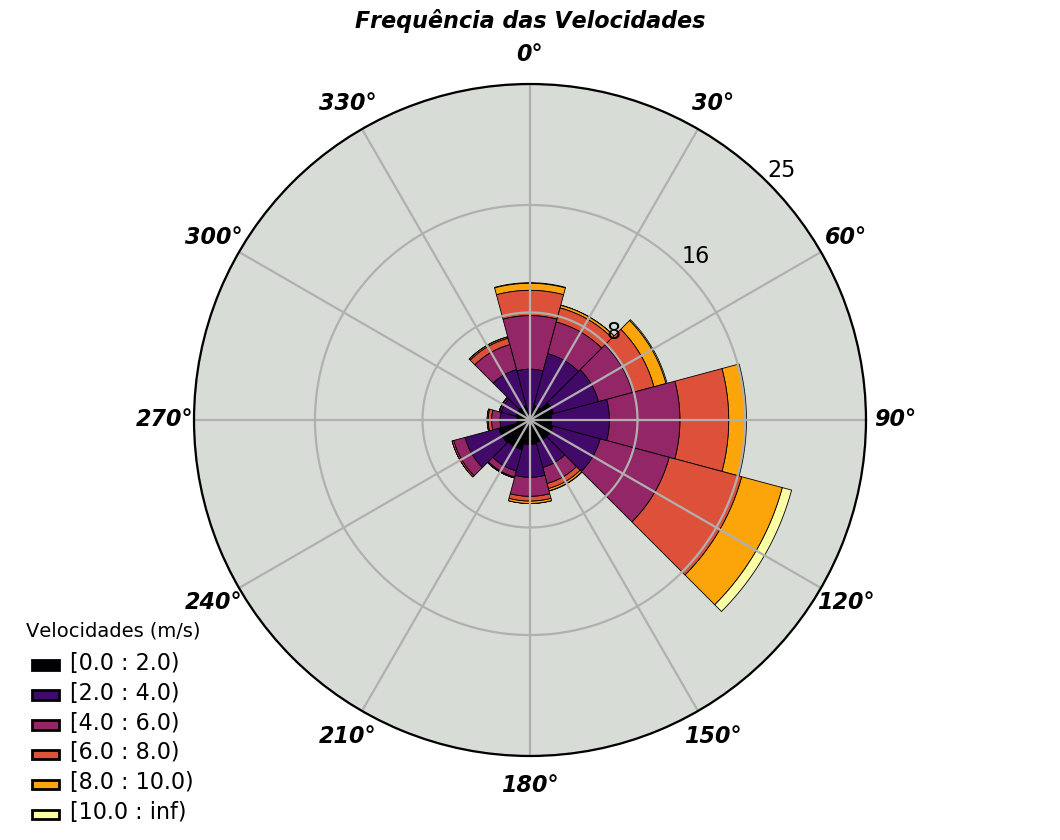 Frequência das Velocidades
0°
330°
30°
25
300°
60°
16
8
270°
90°
240°
120°
210°
150°
180°
Velocidades (m/s)
[0.0 : 2.0)
[2.0 : 4.0)
[4.0 : 6.0)
[6.0 : 8.0)
[8.0 : 10.0)
[10.0 : inf)